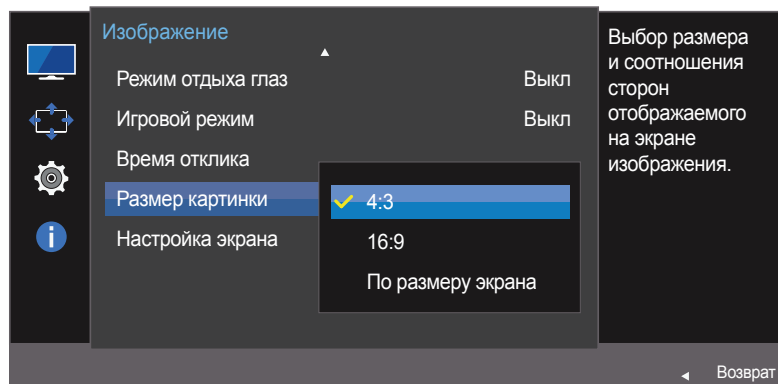 Изображение
Режим отдыха глаз Выкл
Игровой режим Выкл
Время отклика
Размер картинки
Настройка экрана
4:3
16:9
По размеру экрана
Выбор размера
и соотношения
сторон
отображаемого
на экране
изображения.
Возврат